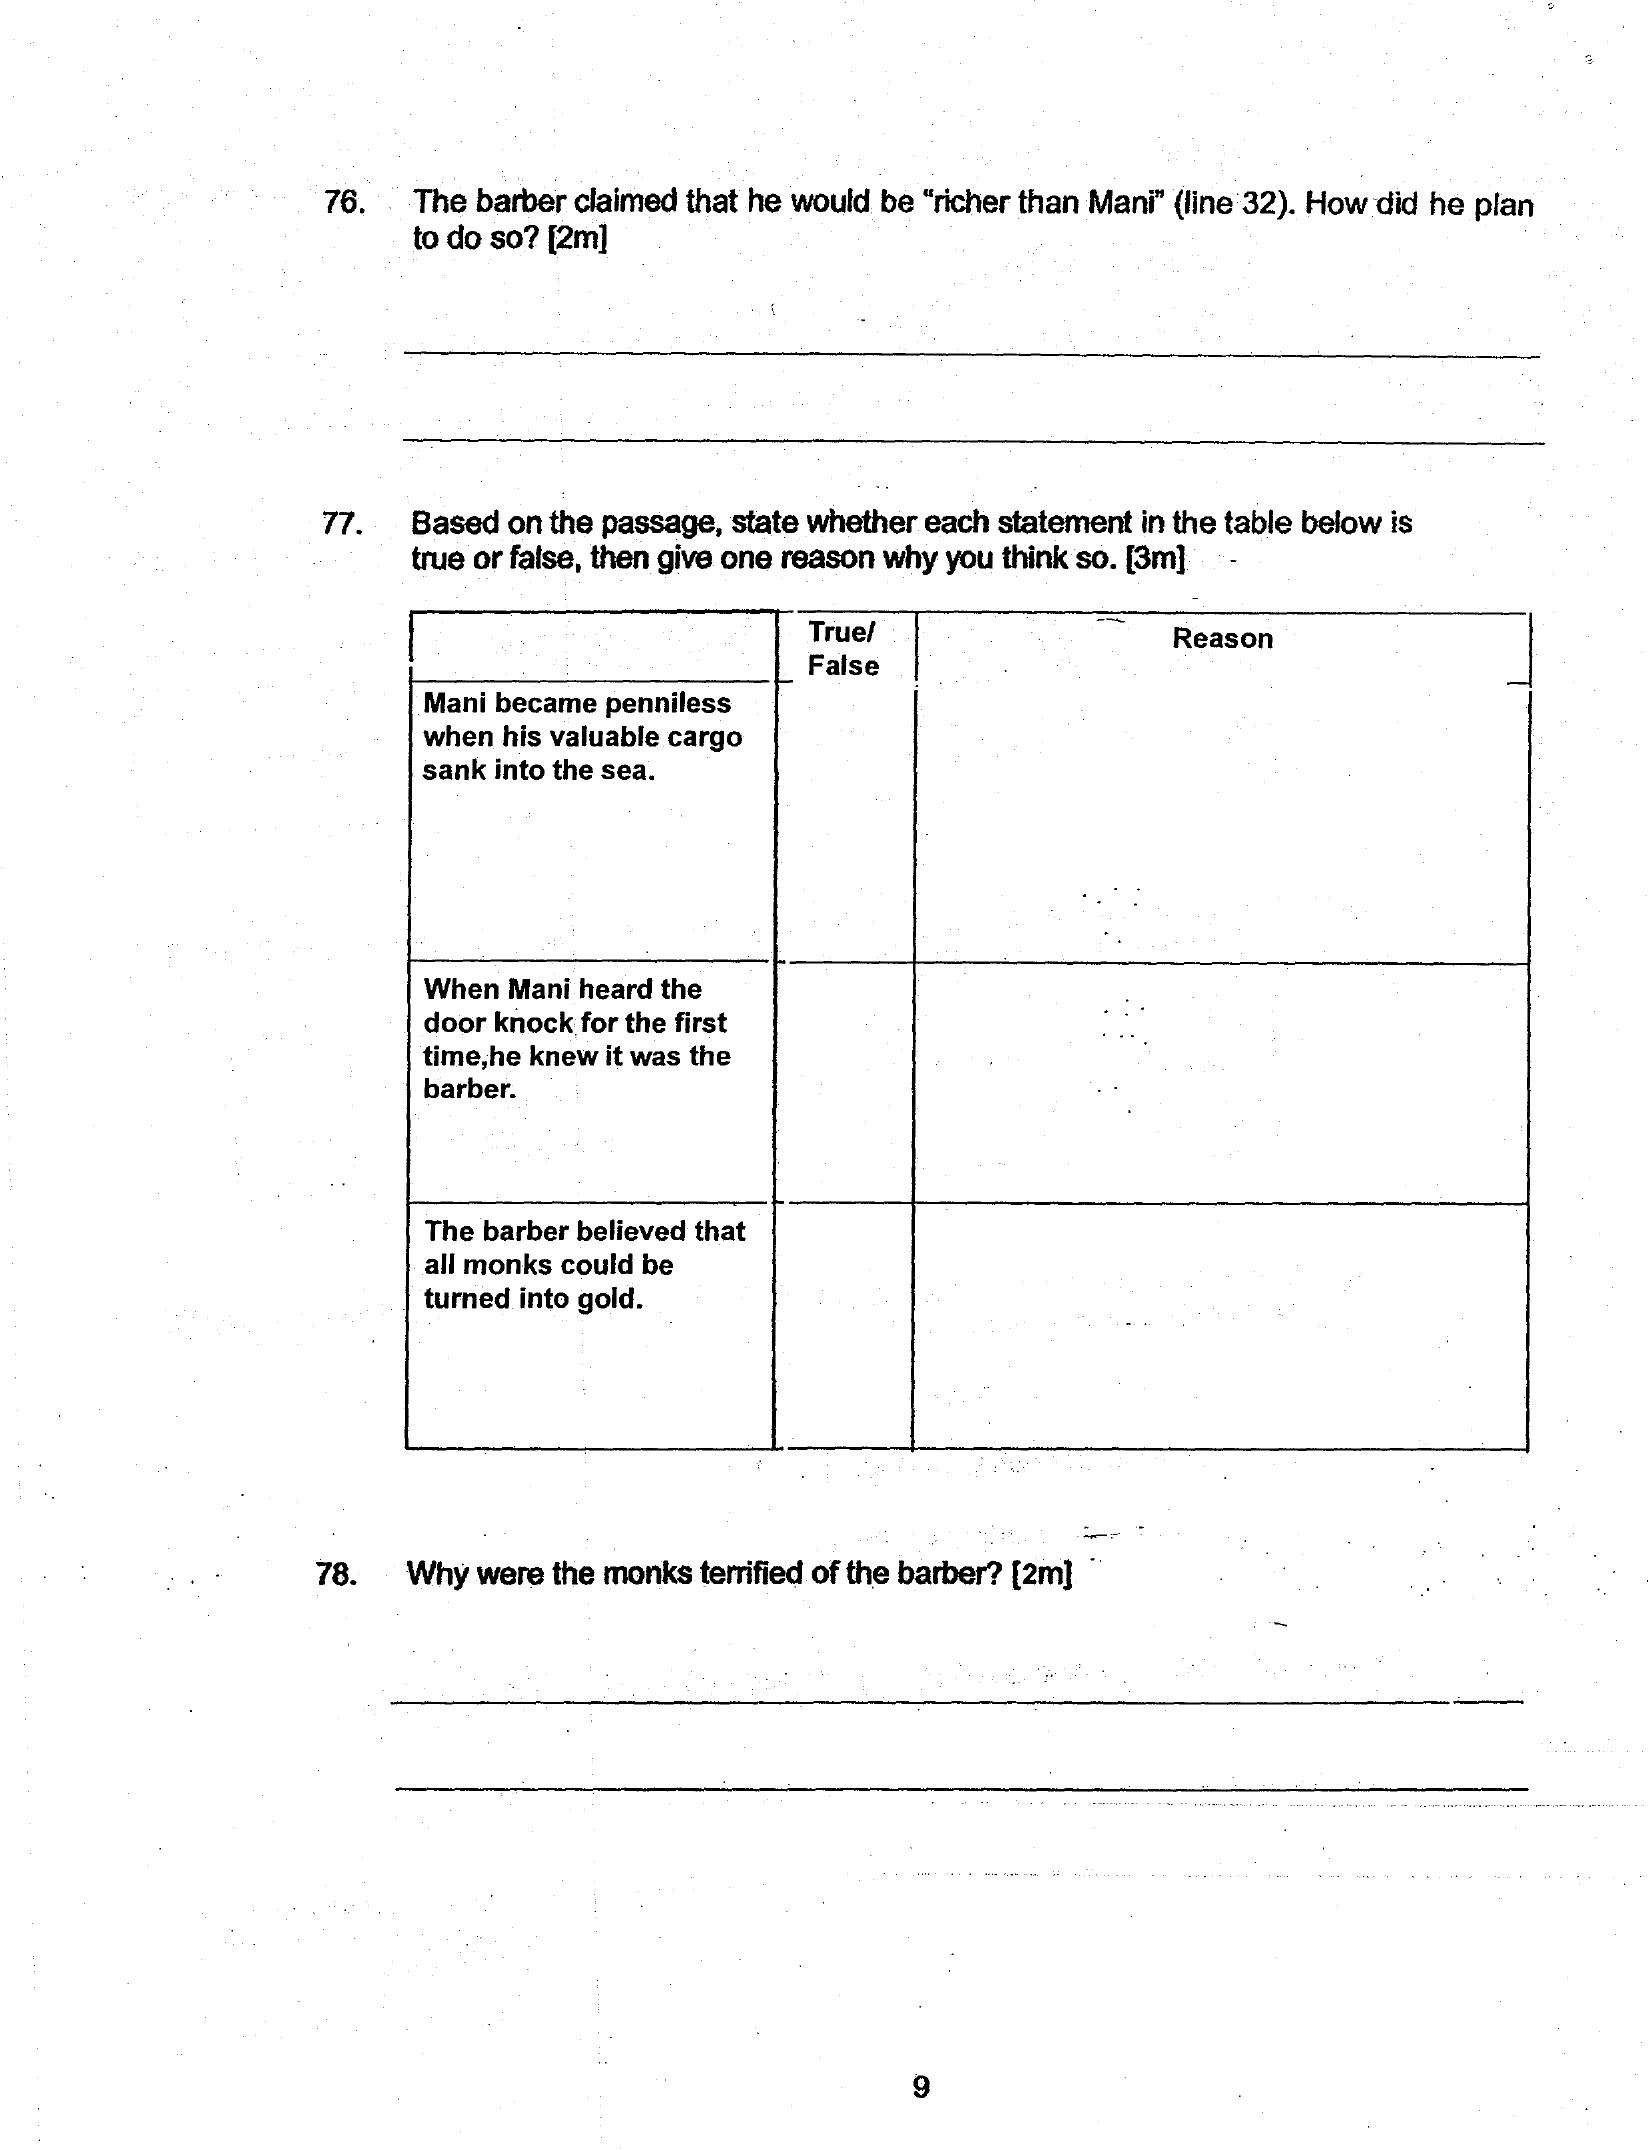 76. The barber claimed that he would be “richer than Mani” (line 32). How did he plan
to do so? [2m]
77. Based on the passage, state whether each statement in the table below is
true or false, then give one reason why you think so. [3m]
True/
False
Reason
Mani became penniless
when his valuable cargo
sank into the sea.
When Mani heard the
door knock for the first
time,he knew it was the
barber.
The barber believed that
all monks could be
turned into gold.
78. Why were the monks terrified of the barber? [2m]
9